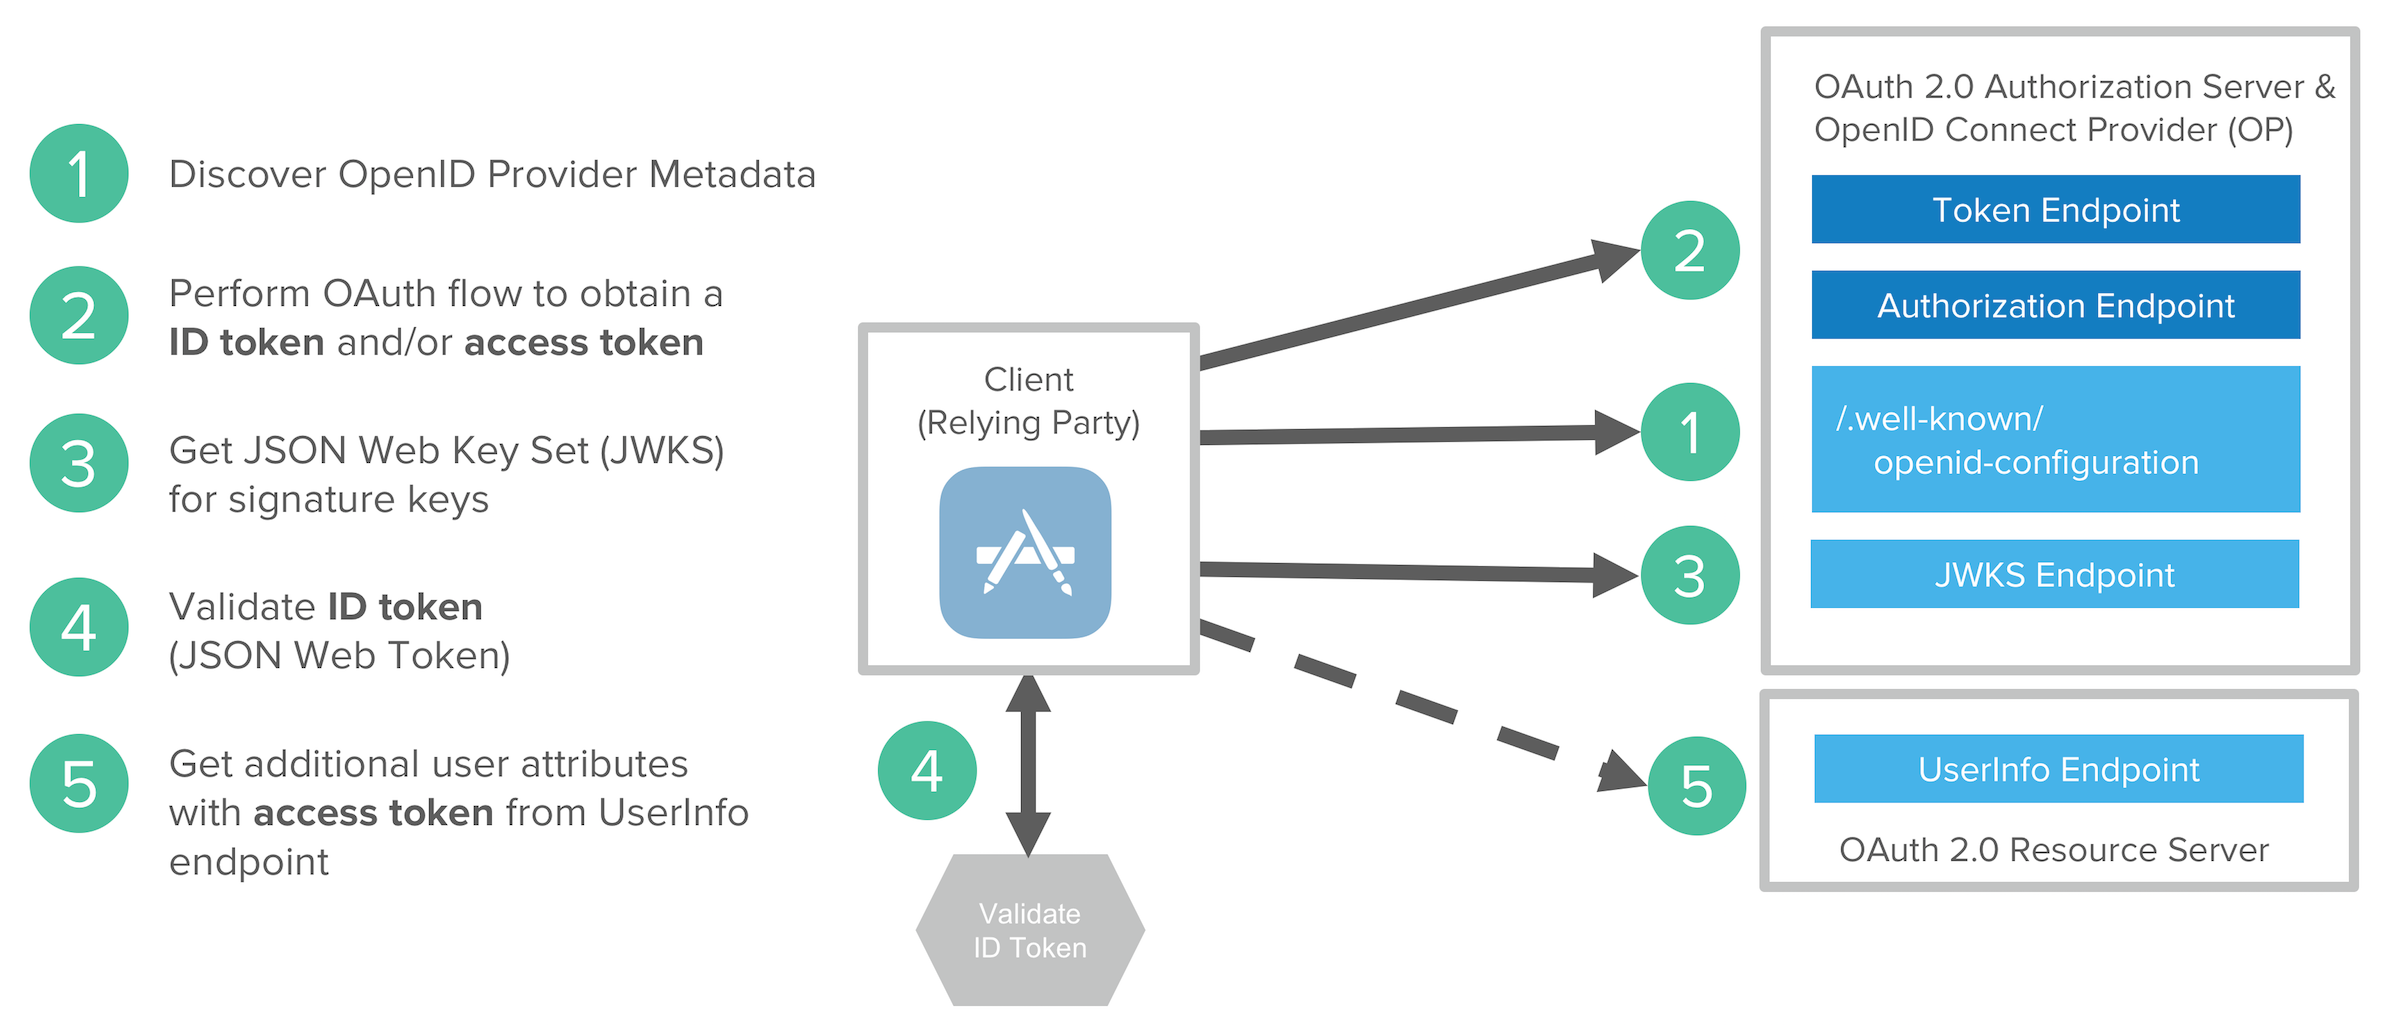 1
Discover OpenID Provider Metadata
2
Perform OAuth flow to obtain a
ID token and/or access token
3
Get JSON Web Key Set (JWKS)
for signature keys
4
Validate ID token
(JSON Web Token)
5
Get additional user attributes
with access token from UserInfo
endpoint
Client
(Relying Party)
4
Validate
ID Token
2
1
3
5
OAuth 2.0 Authorization Server &
OpenID Connect Provider (OP)
Token Endpoint
Authorization Endpoint
/.well-known/
openid-configuration
JWKS Endpoint
UserInfo Endpoint
OAuth 2.0 Resource Server